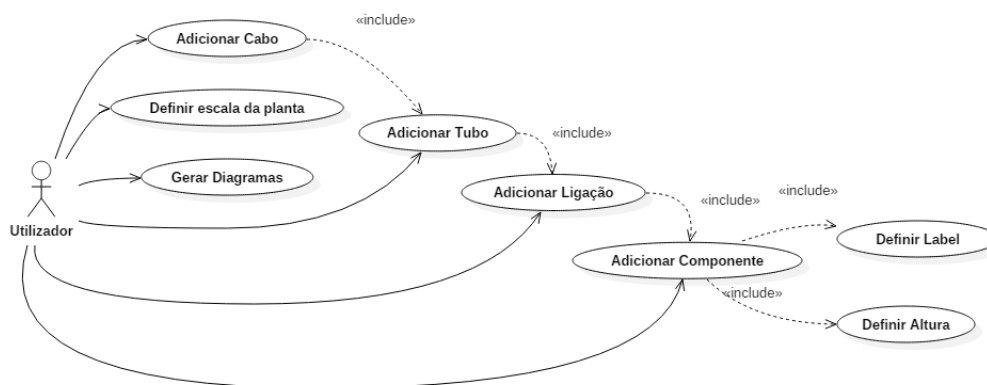 «include»
Adicionar Cabo
Definir escala da planta
Adicionar Tubo
«include»
Gerar Diagramas
Adicionar Ligação
«include»
«include»
Utilizador
Definir Label
Adicionar Componente
«include»
Definir Altura